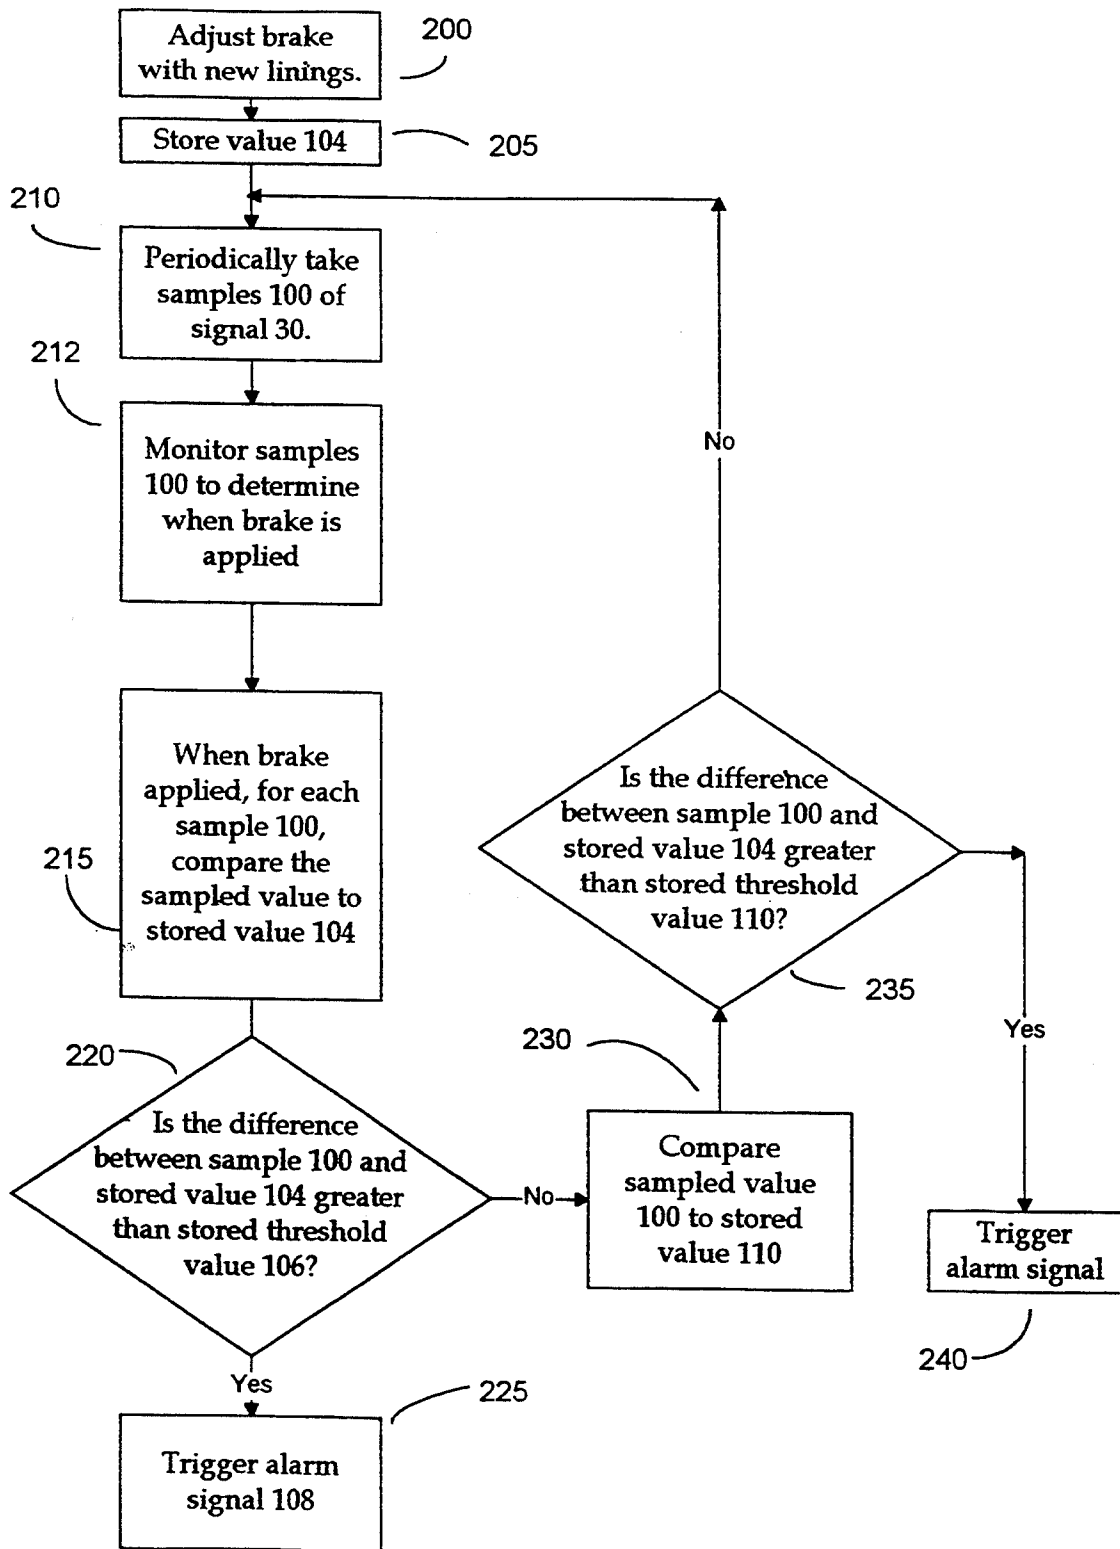 Adjust brake
with new linings.
200
Store value 104
205
210
Periodically take
samples 100 of
signal 30.
212
Monitor samples
100 to determine
when brake is
applied
215
When brake
applied, for each
sample 100,
compare the
sampled value to
stored value 104
220
Is the difference
between sample 100 and
stored value 104 greater
than stored threshold
value 106?
Yes
225
Trigger alarm
signal 108
No
230
Compare
sampled value
100 to stored
value 110
235
Is the difference
between sample 100 and
stored value 104 greater
than stored threshold
value 110?
No
Yes
Trigger
alarm signal
240